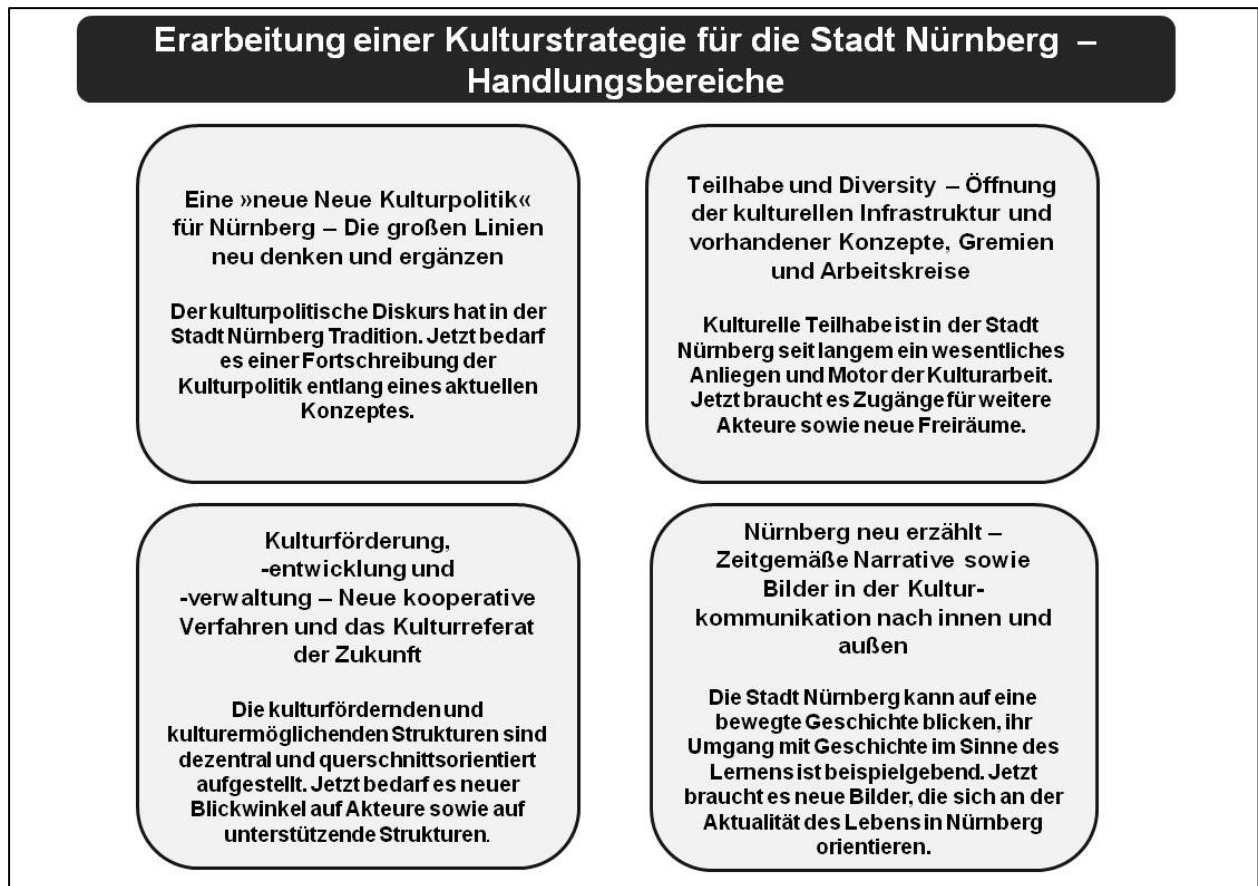 Erarbeitung einer Kulturstrategie für die Stadt Nürnberg –
Handlungsbereiche
Eine »neue Neue Kulturpolitik«
für Nürnberg – Die großen Linien
neu denken und ergänzen
Der kulturpolitische Diskurs hat in der
Stadt Nürnberg Tradition. Jetzt bedarf
es einer Fortschreibung der
Kulturpolitik entlang eines aktuellen
Konzeptes.
Teilhabe und Diversity – Öffnung
der kulturellen Infrastruktur und
vorhandener Konzepte, Gremien
und Arbeitskreise
Kulturelle Teilhabe ist in der Stadt
Nürnberg seit langem ein wesentliches
Anliegen und Motor der Kulturarbeit.
Jetzt braucht es Zugänge für weitere
Akteure sowie neue Freiräume.
Kulturförderung,
-entwicklung und
-verwaltung – Neue kooperative
Verfahren und das Kulturreferat
der Zukunft
Die kulturfördernden und
kulturermöglichenden Strukturen sind
dezentral und querschnittsorientiert
aufgestellt. Jetzt bedarf es neuer
Blickwinkel auf Akteure sowie auf
unterstützende Strukturen.
Nürnberg neu erzählt –
Zeitgemäße Narrative sowie
Bilder in der Kultur-
kommunikation nach innen und
außen
Die Stadt Nürnberg kann auf eine
bewegte Geschichte blicken, ihr
Umgang mit Geschichte im Sinne des
Lernens ist beispielgebend. Jetzt
braucht es neue Bilder, die sich an der
Aktualität des Lebens in Nürnberg
orientieren.